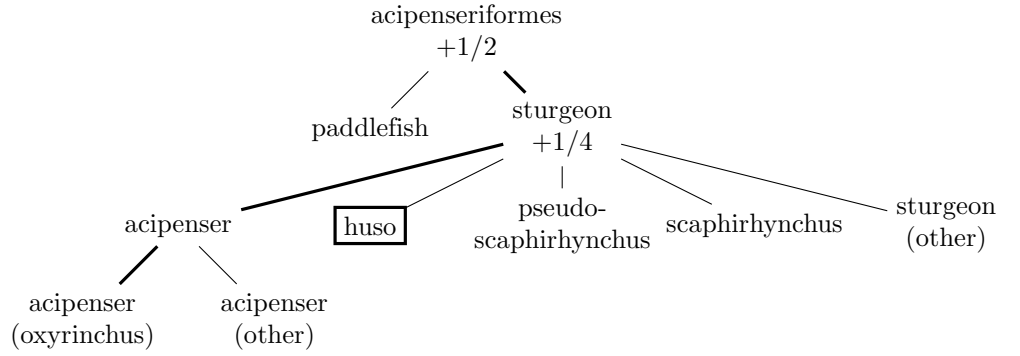 acipenseriformes
+1/2
paddlefish
sturgeon
+1/4
acipenser
huso
pseudo-
scaphirhynchus
scaphirhynchus
sturgeon
(other)
acipenser
(oxyrinchus)
acipenser
(other)